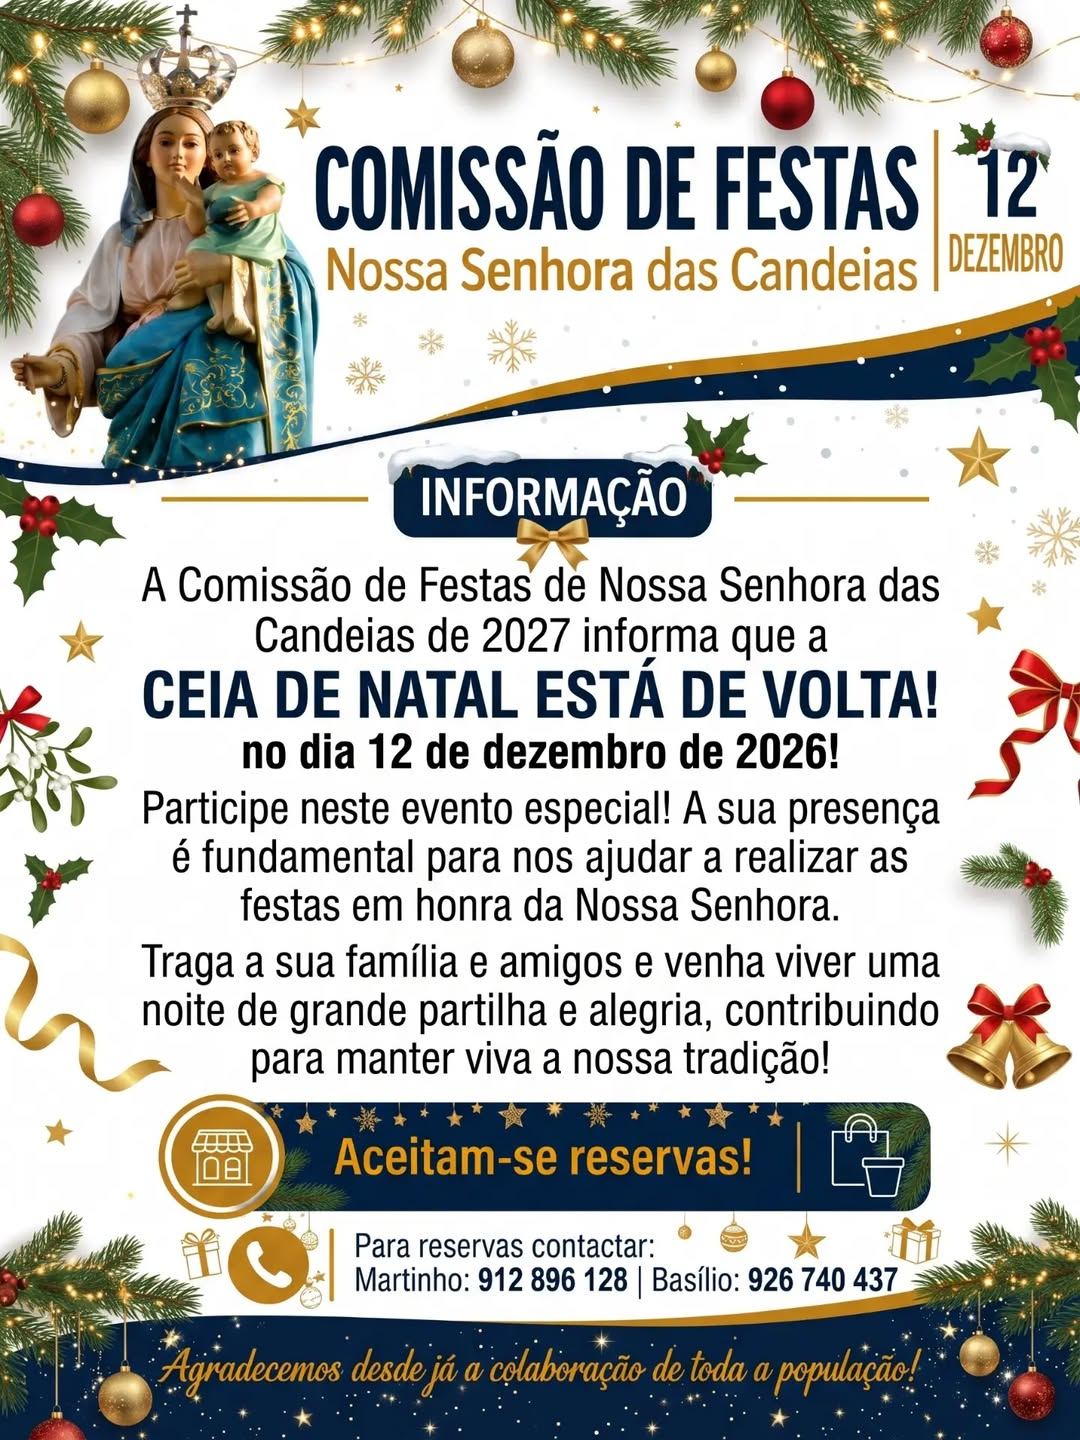 COMISSÃO DE FESTAS
Nossa Senhora das Candeias
12
DEZEMBRO
INFORMAÇÃO
A Comissão de Festas de Nossa Senhora das
Candeias de 2027 informa que a
CEIA DE NATAL ESTÁ DE VOLTA!
no dia 12 de dezembro de 2026!
Participe neste evento especial! A sua presença
é fundamental para nos ajudar a realizar as
festas em honra da Nossa Senhora.
Traga a sua família e amigos e venha viver uma
noite de grande partilha e alegria, contribuindo
para manter viva a nossa tradição!
Aceitam-se reservas!
Para reservas contactar:
Martinho: 912 896 128 | Basílio: 926 740 437
Agradecemos desde já a colaboração de toda a população!